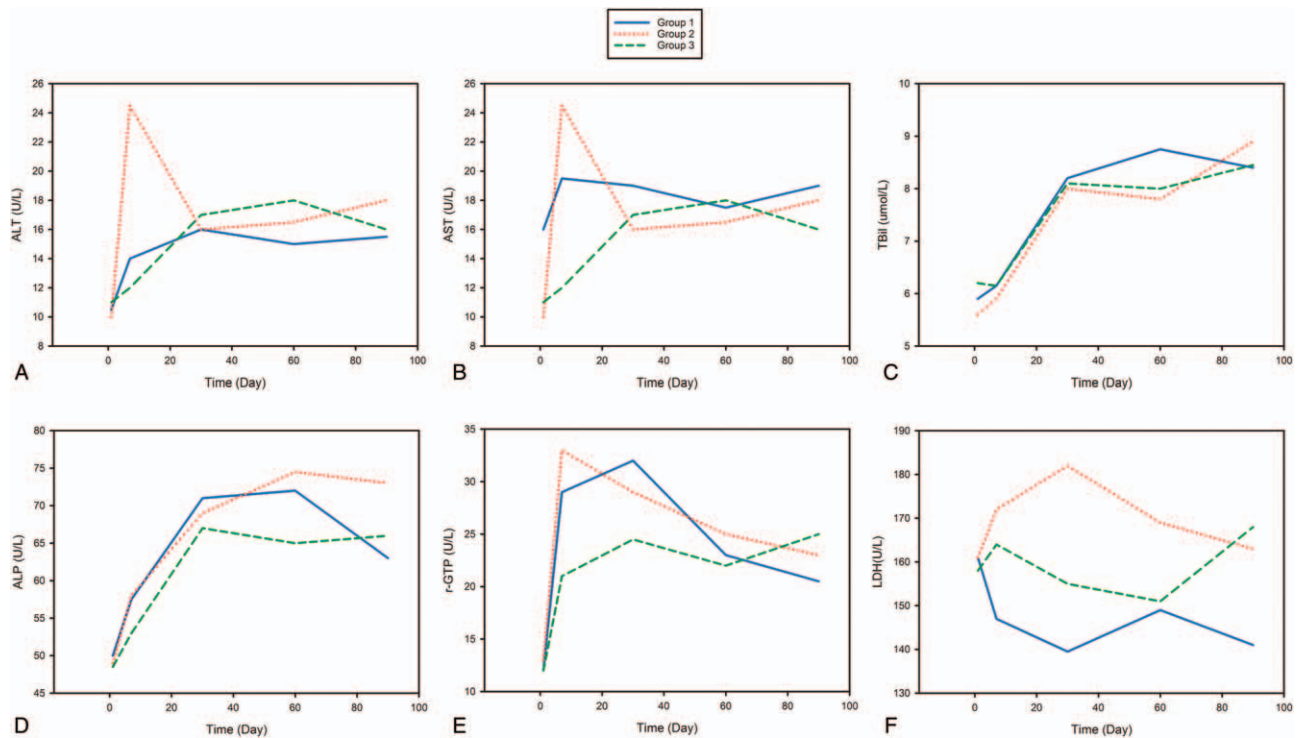 Group 1
Group 2
Group 3
26
24
22
20
18
16
14
12
10
8
ALT (U/L)
0 20 40 60 80 100
Time (Day)
A
26
24
22
20
18
16
14
12
10
8
AST (U/L)
0 20 40 60 80 100
Time (Day)
B
10
9
8
7
6
5
TBil (umol/L)
0 20 40 60 80 100
Time (Day)
C
80
75
70
65
60
55
50
45
ALP (U/L)
0 20 40 60 80 100
Time (Day)
D
35
30
25
20
15
10
r-GTP (U/L)
0 20 40 60 80 100
Time (Day)
E
190
180
170
160
150
140
130
LDH(U/L)
0 20 40 60 80 100
Time (Day)
F